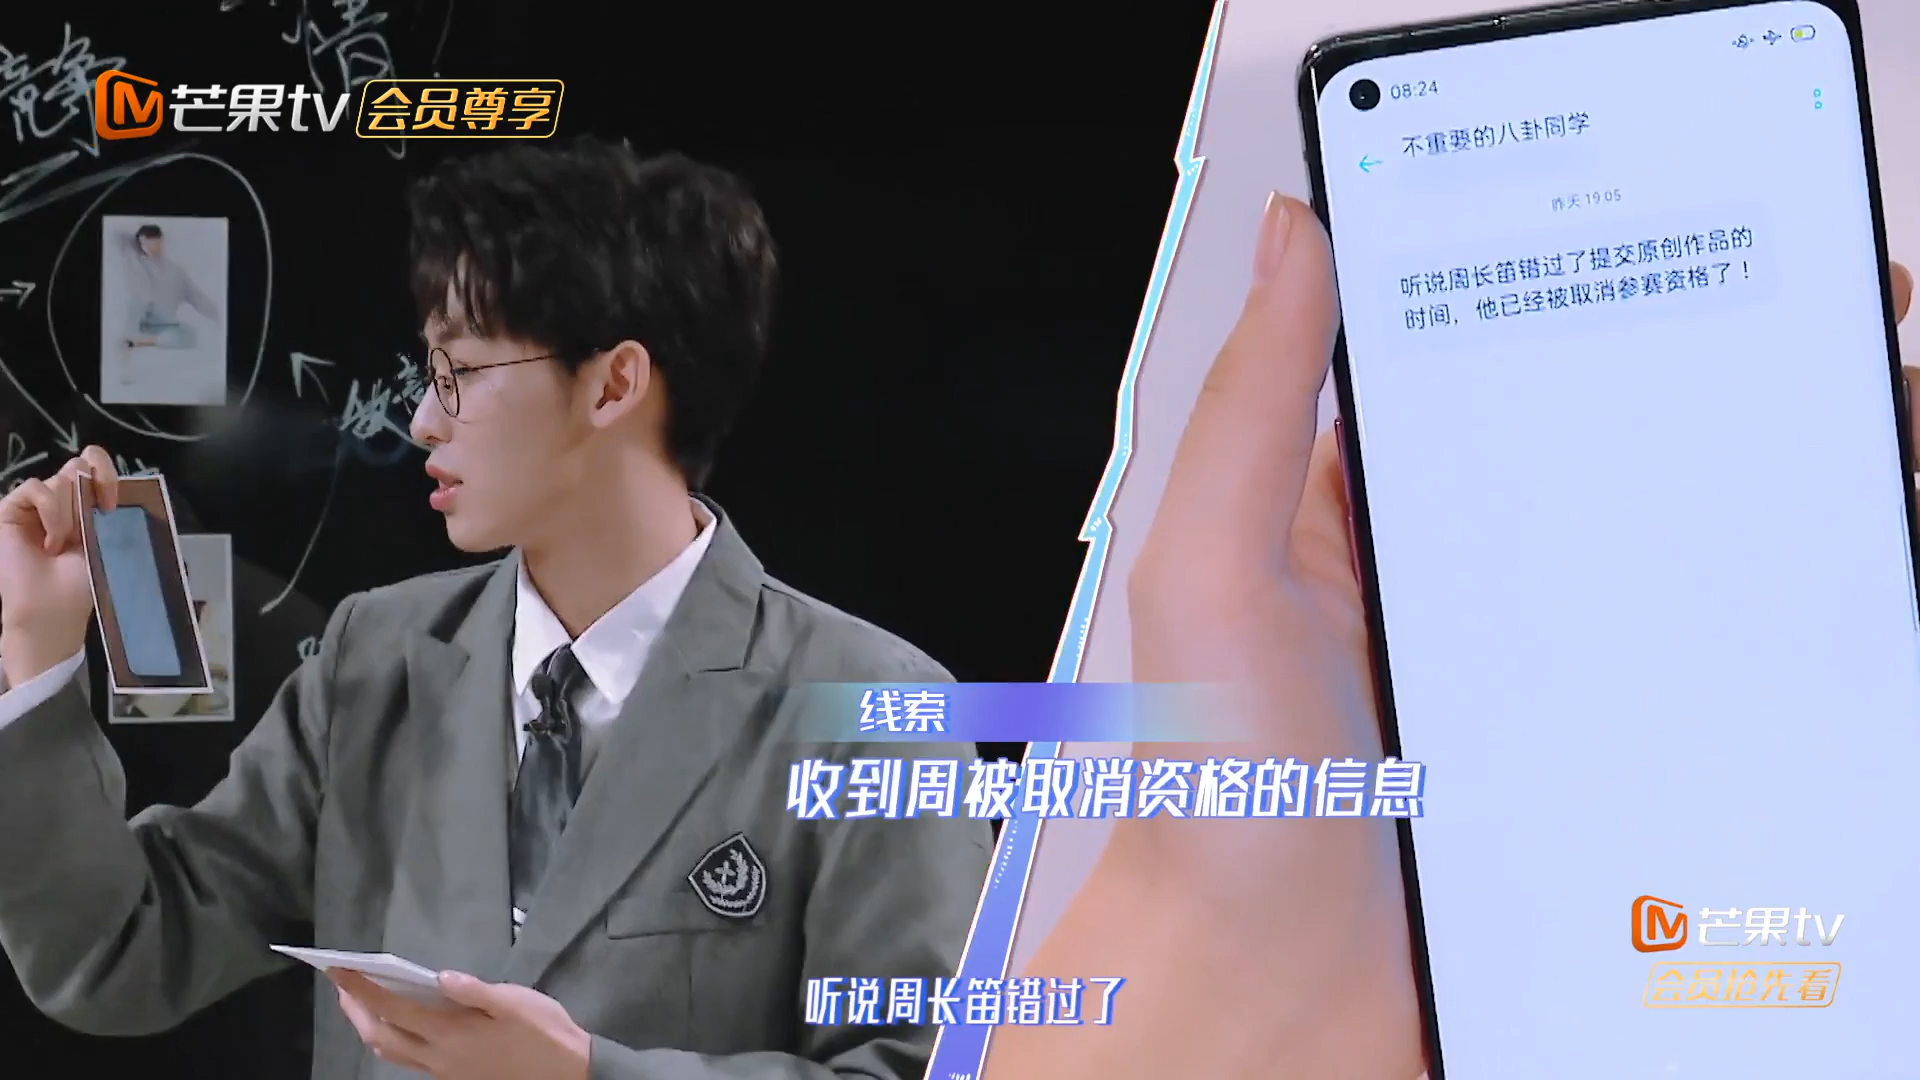 情
芒果tv 会员尊享
08:24
不重要的八卦同学
昨天 19:05
听说周长笛错过了提交原创作品的
时间，他已经被取消参赛资格了！
线索
收到周被取消资格的信息
听说周长笛错过了
芒果tv
会员抢先看